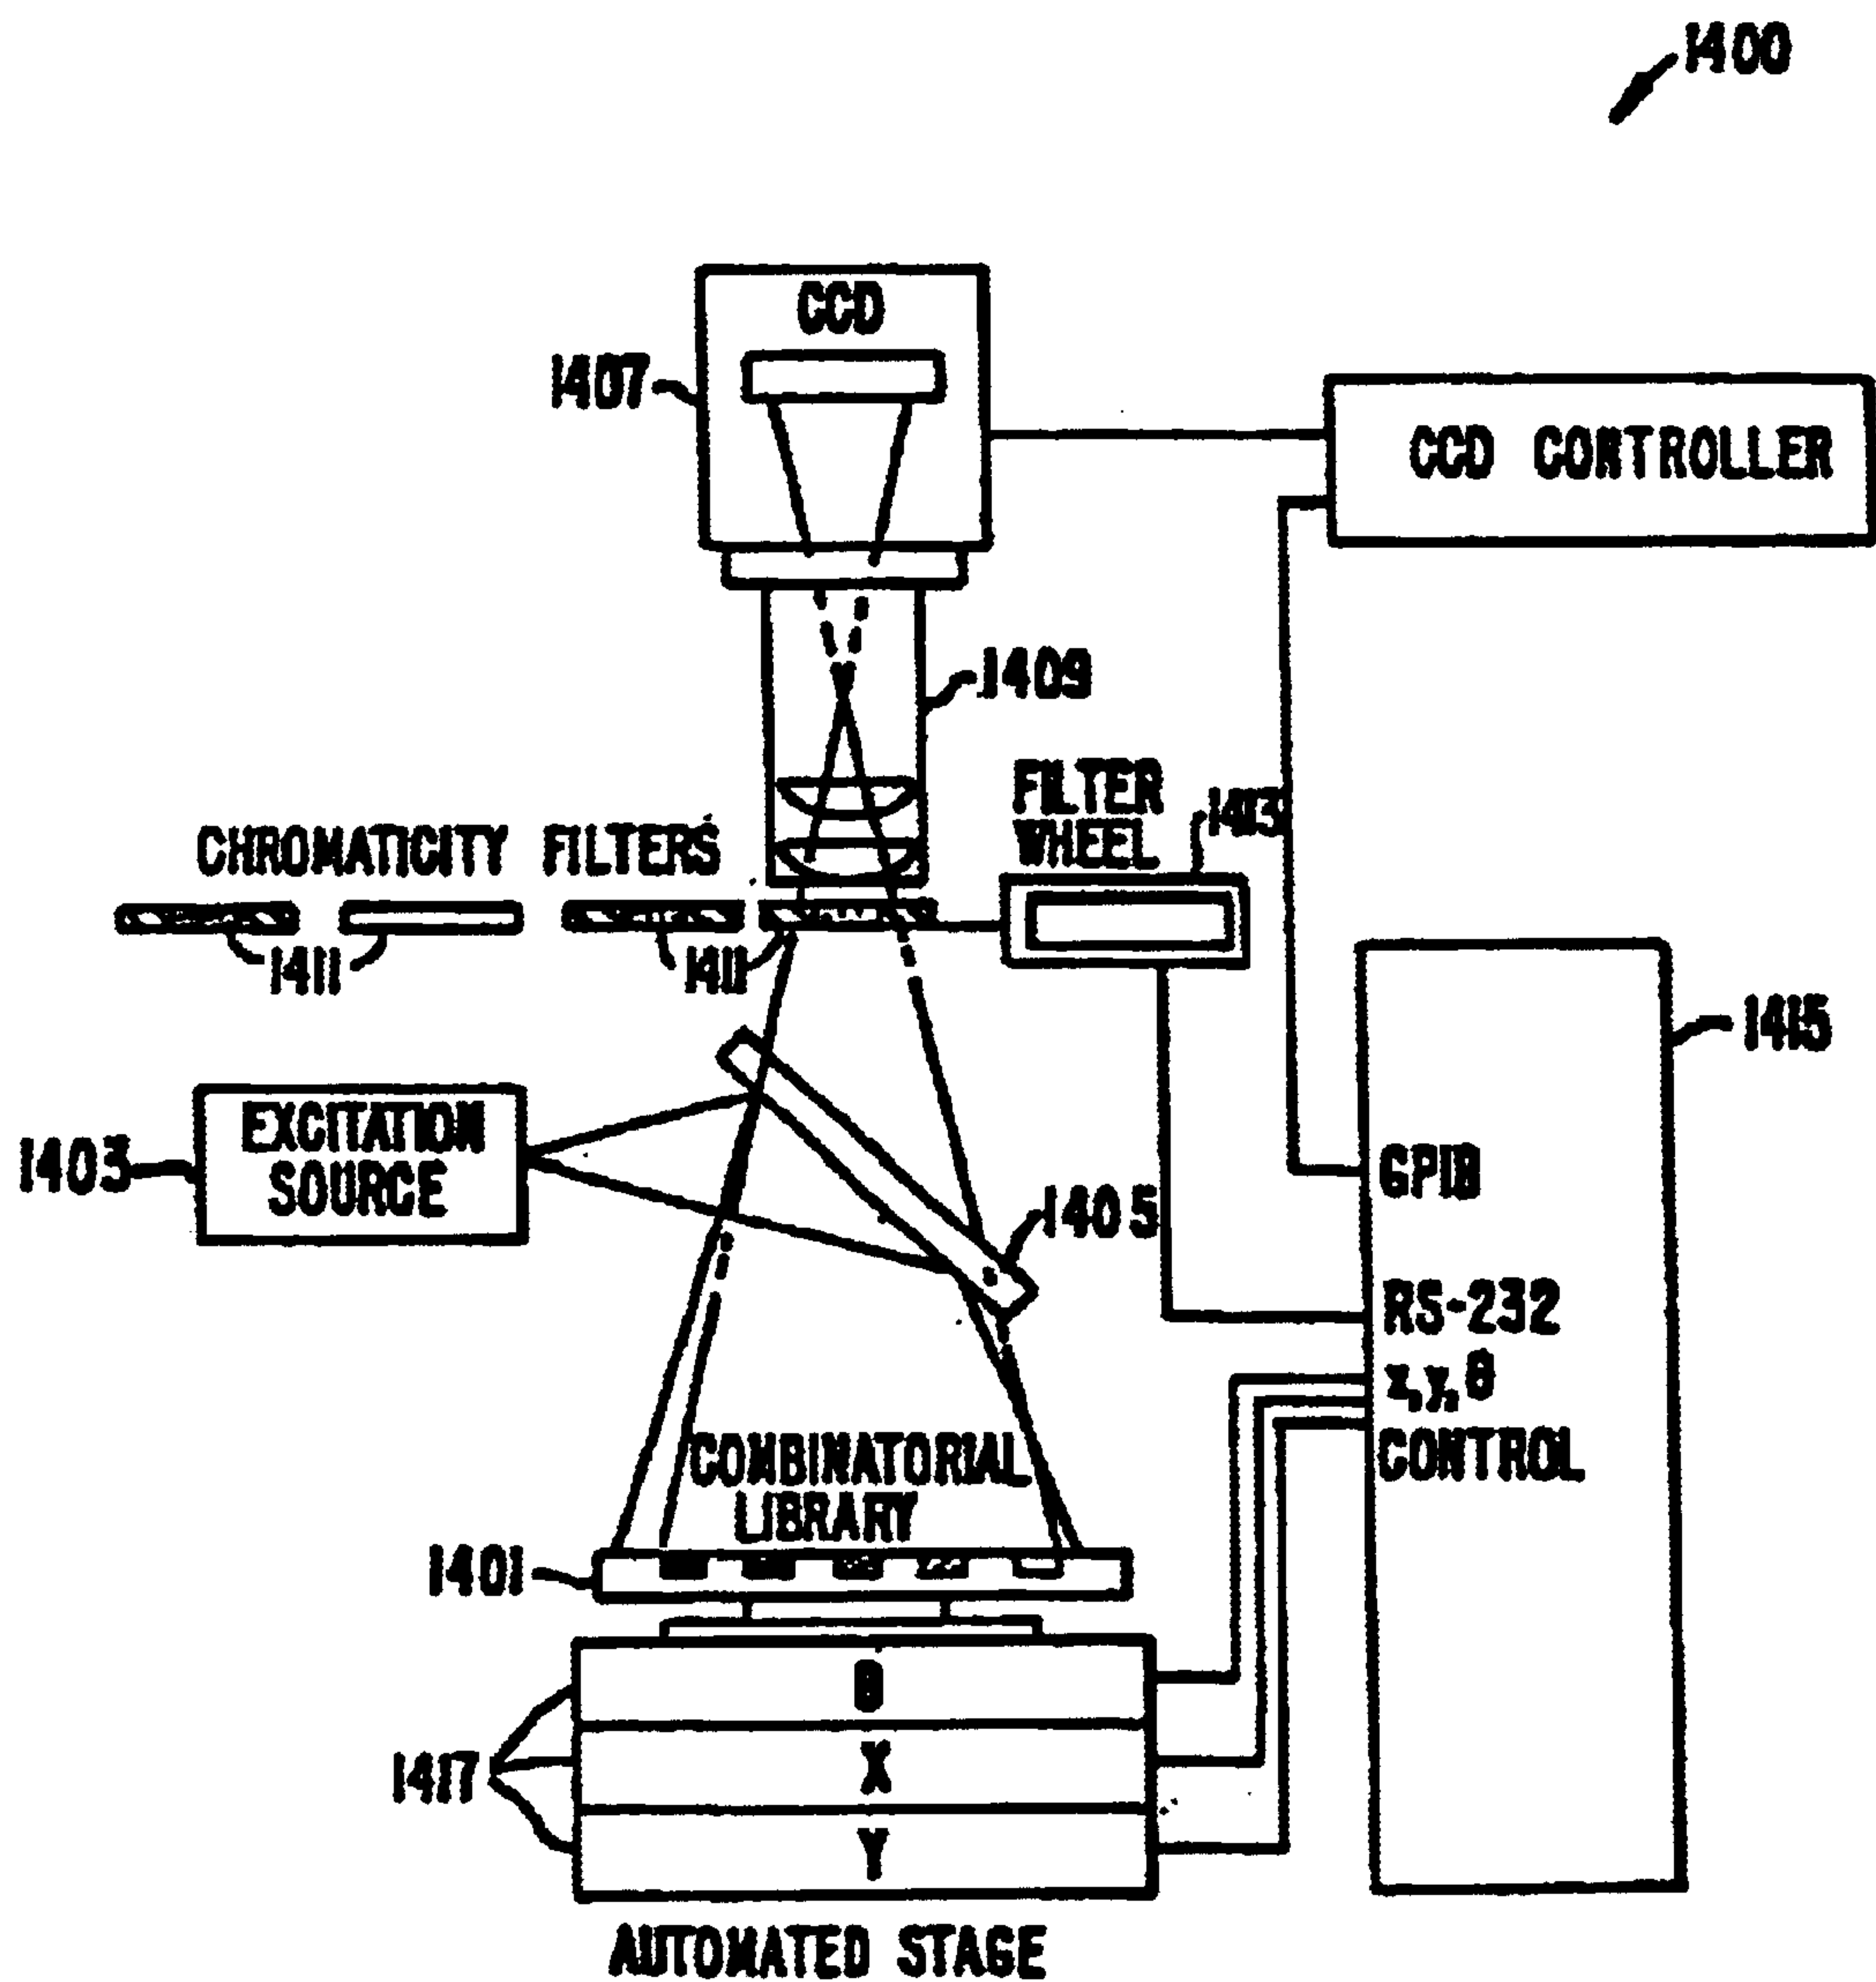 1400
CCD
1407
CCD CONTROLLER
1409
FILTER
WHEEL
1413
CHROMATICITY FILTERS
1411
1411
1415
EXCITATION
SOURCE
1403
GPIB
1405
RS-232
x, y, θ
CONTROL
COMBINATORIAL
LIBRARY
1401
θ
X
1417
Y
AUTOMATED STAGE